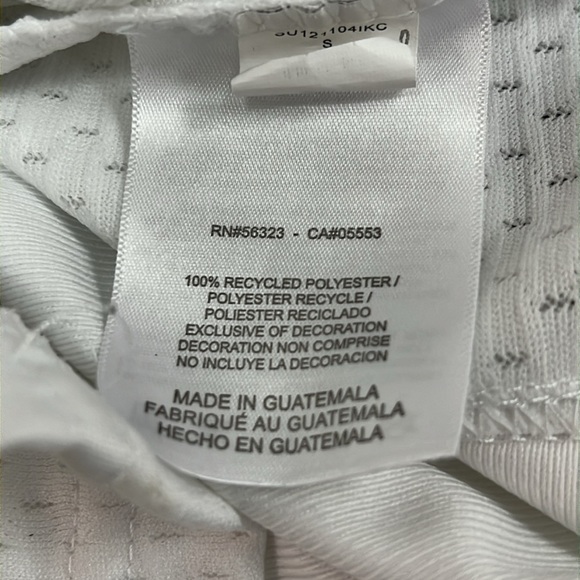 S
0
RN#56323 - CA#05553
100% RECYCLED POLYESTER /
POLYESTER RECYCLE /
POLIESTER RECICLADO
EXCLUSIVE OF DECORATION
DECORATION NON COMPRISE
NO INCLUYE LA DECORACION
MADE IN GUATEMALA
FABRIQUÉ AU GUATEMALA
HECHO EN GUATEMALA